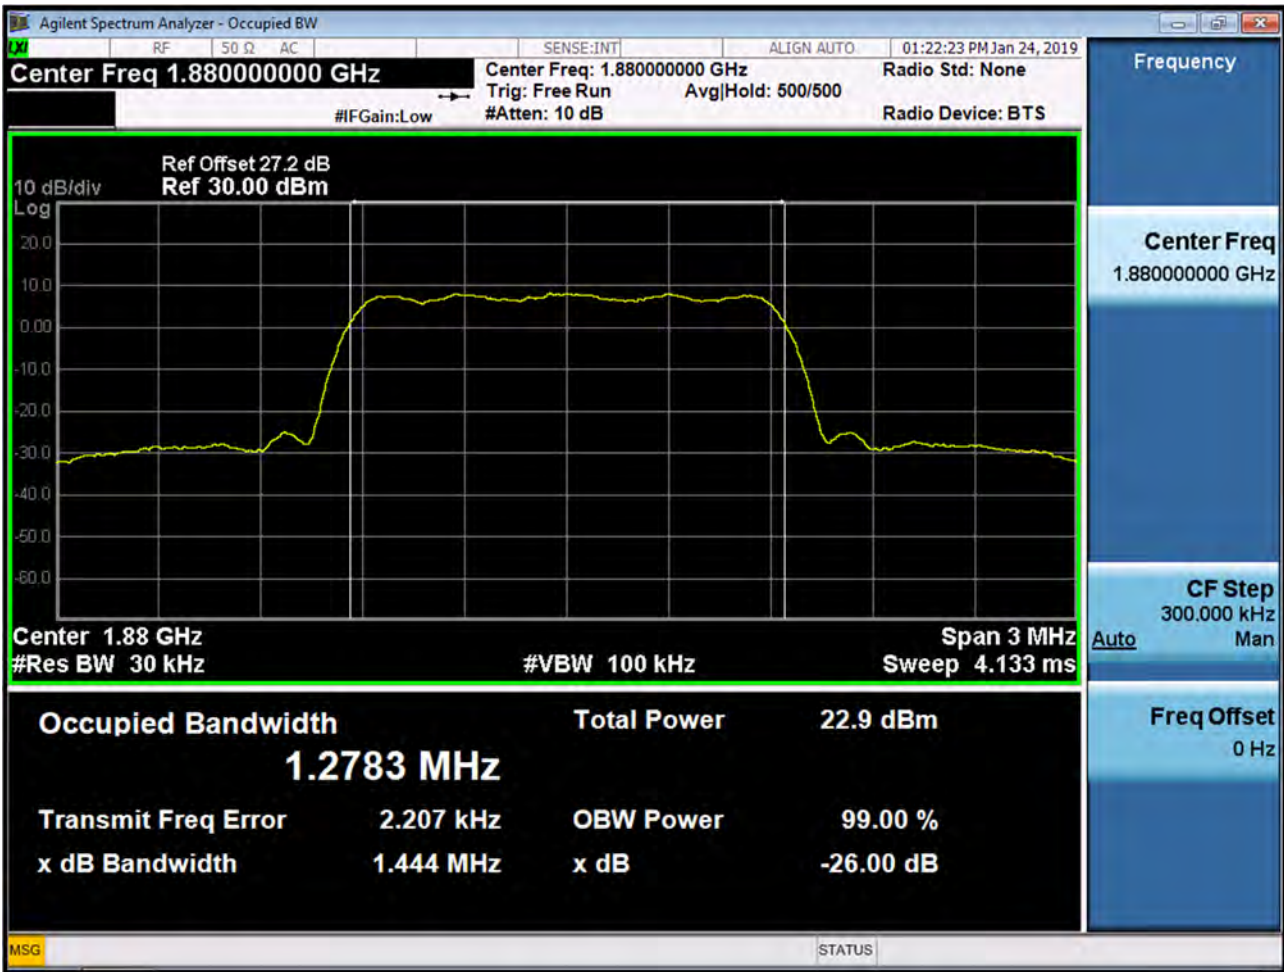 Agilent Spectrum Analyzer - Occupied BW
LXI RF 50 Ω AC SENSE:INT ALIGN AUTO 01:22:23 PM Jan 24, 2019
Center Freq 1.880000000 GHz
Center Freq: 1.880000000 GHz Radio Std: None
Trig: Free Run Avg|Hold: 500/500
#IFGain:Low #Atten: 10 dB Radio Device: BTS
Ref Offset 27.2 dB
10 dB/div Ref 30.00 dBm
Log
20.0
10.0
0.00
-10.0
-20.0
-30.0
-40.0
-50.0
-60.0
Center 1.88 GHz Span 3 MHz
#Res BW 30 kHz #VBW 100 kHz Sweep 4.133 ms
Occupied Bandwidth Total Power 22.9 dBm
1.2783 MHz
Transmit Freq Error 2.207 kHz OBW Power 99.00 %
x dB Bandwidth 1.444 MHz x dB -26.00 dB
MSG STATUS
Frequency
Center Freq
1.880000000 GHz
CF Step
300.000 kHz
Auto Man
Freq Offset
0 Hz